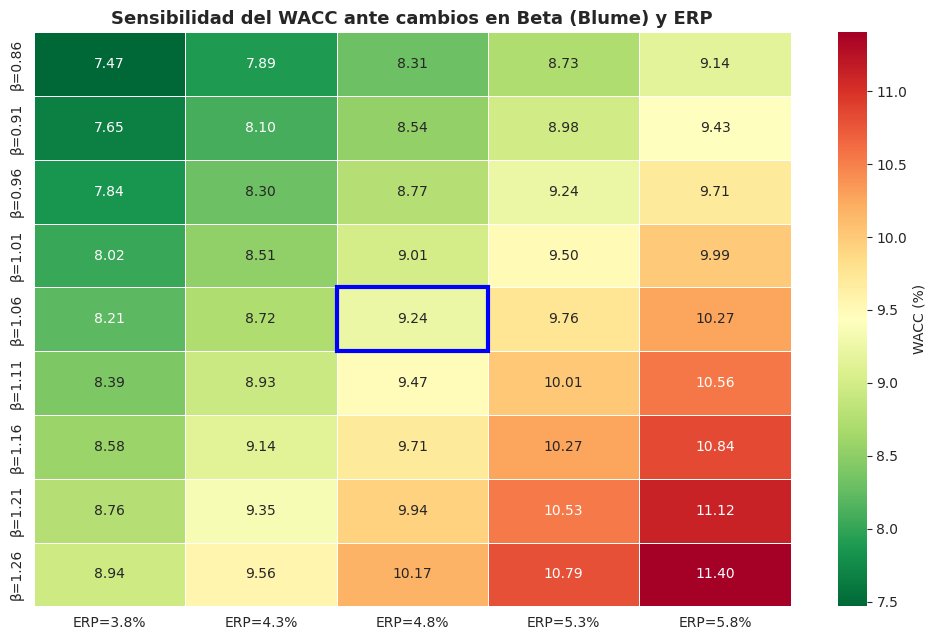 Sensibilidad del WACC ante cambios en Beta (Blume) y ERP
β=0.86 7.47 7.89 8.31 8.73 9.14
β=0.91 7.65 8.10 8.54 8.98 9.43
β=0.96 7.84 8.30 8.77 9.24 9.71
β=1.01 8.02 8.51 9.01 9.50 9.99
β=1.06 8.21 8.72 9.24 9.76 10.27
β=1.11 8.39 8.93 9.47 10.01 10.56
β=1.16 8.58 9.14 9.71 10.27 10.84
β=1.21 8.76 9.35 9.94 10.53 11.12
β=1.26 8.94 9.56 10.17 10.79 11.40
ERP=3.8% ERP=4.3% ERP=4.8% ERP=5.3% ERP=5.8%
11.0
10.5
10.0
9.5
9.0
8.5
8.0
7.5
WACC (%)